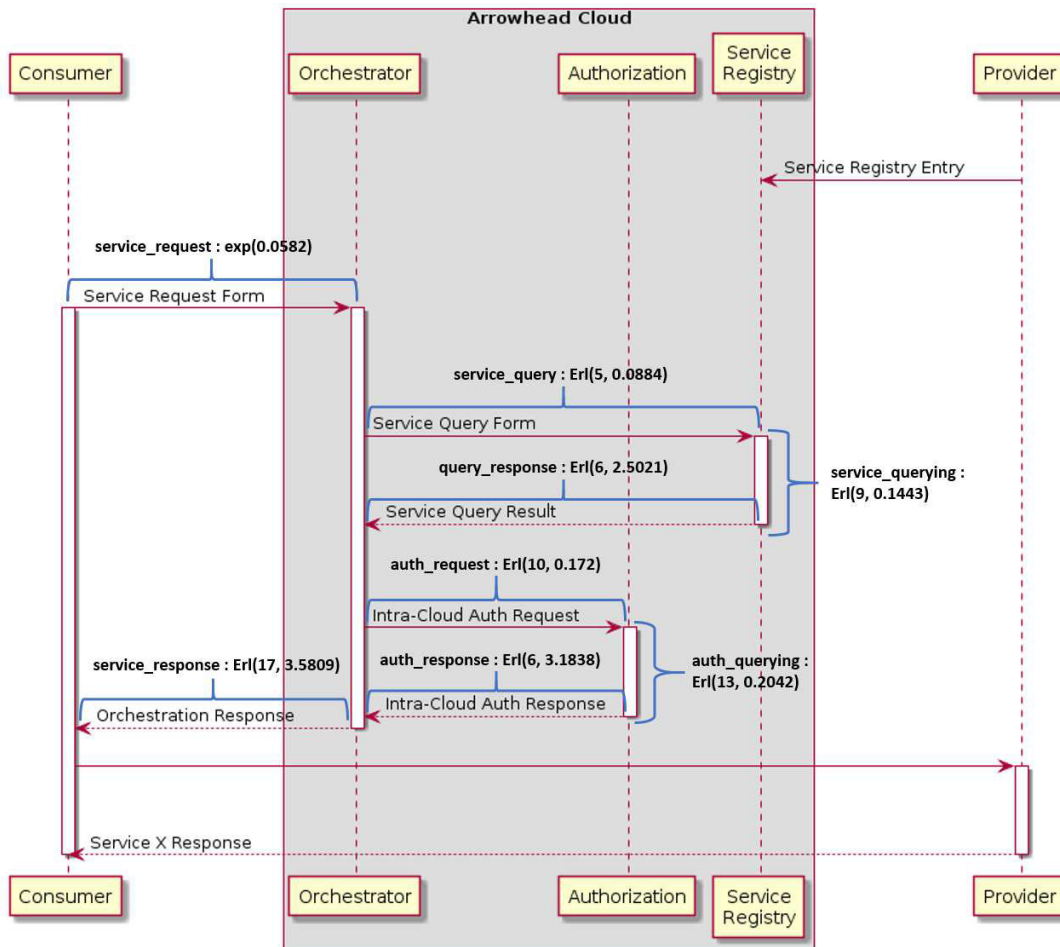 Arrowhead Cloud
Consumer
Orchestrator
Authorization
Service
Registry
Provider
Service Registry Entry
service_request : exp(0.0582)
Service Request Form
service_query : Erl(5, 0.0884)
Service Query Form
query_response : Erl(6, 2.5021)
service_querying :
Erl(9, 0.1443)
Service Query Result
auth_request : Erl(10, 0.172)
Intra-Cloud Auth Request
service_response : Erl(17, 3.5809)
auth_response : Erl(6, 3.1838)
auth_querying :
Erl(13, 0.2042)
Intra-Cloud Auth Response
Orchestration Response
Service X Response
Consumer
Orchestrator
Authorization
Service
Registry
Provider